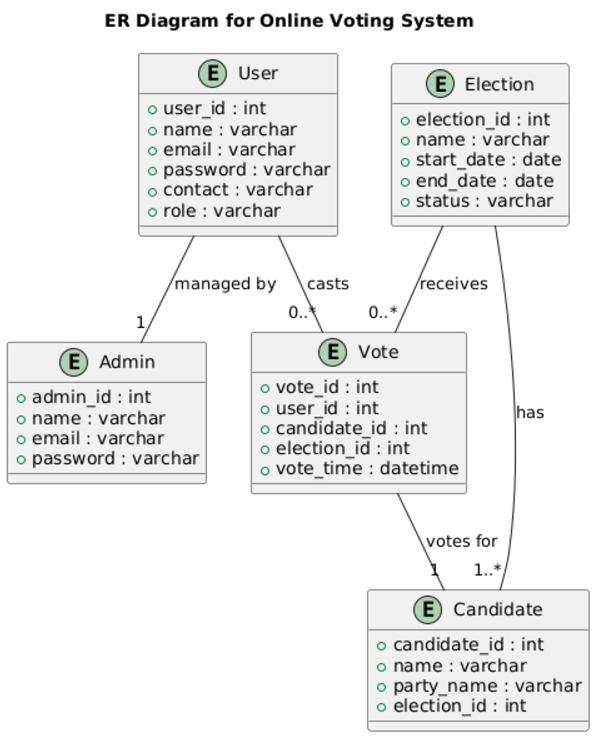 ER Diagram for Online Voting System
E User
user_id : int
name : varchar
email : varchar
password : varchar
contact : varchar
role : varchar
E Election
election_id : int
name : varchar
start_date : date
end_date : date
status : varchar
managed by
casts
receives
1
0..*
0..*
E Admin
admin_id : int
name : varchar
email : varchar
password : varchar
E Vote
vote_id : int
user_id : int
candidate_id : int
election_id : int
vote_time : datetime
has
votes for
1
1..*
E Candidate
candidate_id : int
name : varchar
party_name : varchar
election_id : int